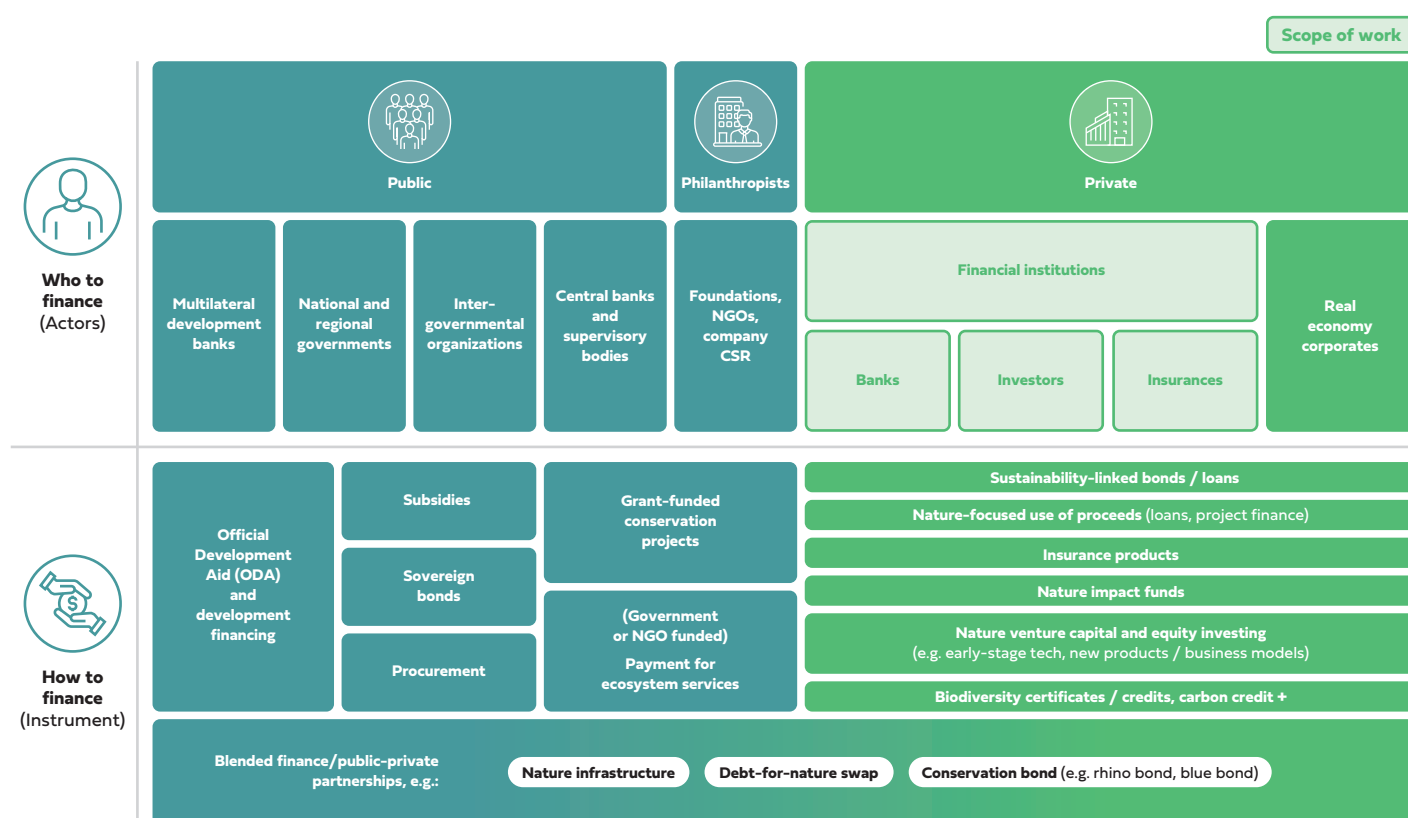 Scope of work
Public
Philanthropists
Private
Who to
finance
(Actors)
Multilateral
development
banks
National and
regional
governments
Inter-
governmental
organizations
Central banks
and
supervisory
bodies
Foundations,
NGOs,
company
CSR
Financial institutions
Banks
Investors
Insurances
Real
economy
corporates
How to
finance
(Instrument)
Official
Development
Aid (ODA)
and
development
financing
Subsidies
Sovereign
bonds
Procurement
Grant-funded
conservation
projects
(Government
or NGO funded)
Payment for
ecosystem services
Sustainability-linked bonds / loans
Nature-focused use of proceeds (loans, project finance)
Insurance products
Nature impact funds
Nature venture capital and equity investing
(e.g. early-stage tech, new products / business models)
Biodiversity certificates / credits, carbon credit +
Blended finance/public-private
partnerships, e.g.:
Nature infrastructure
Debt-for-nature swap
Conservation bond (e.g. rhino bond, blue bond)
$